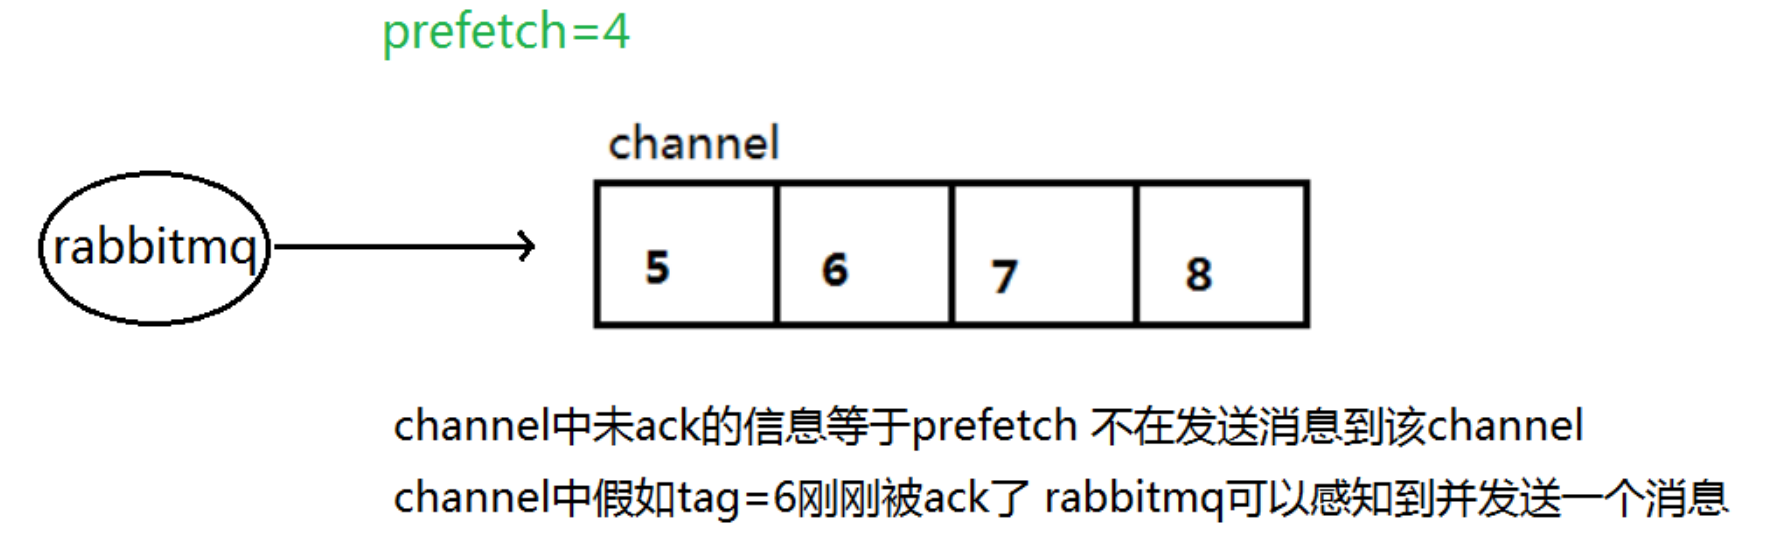 prefetch=4
channel
rabbitmq
5 6 7 8
channel中未ack的信息等于prefetch 不在发送消息到该channel
channel中假如tag=6刚刚被ack了 rabbitmq可以感知到并发送一个消息